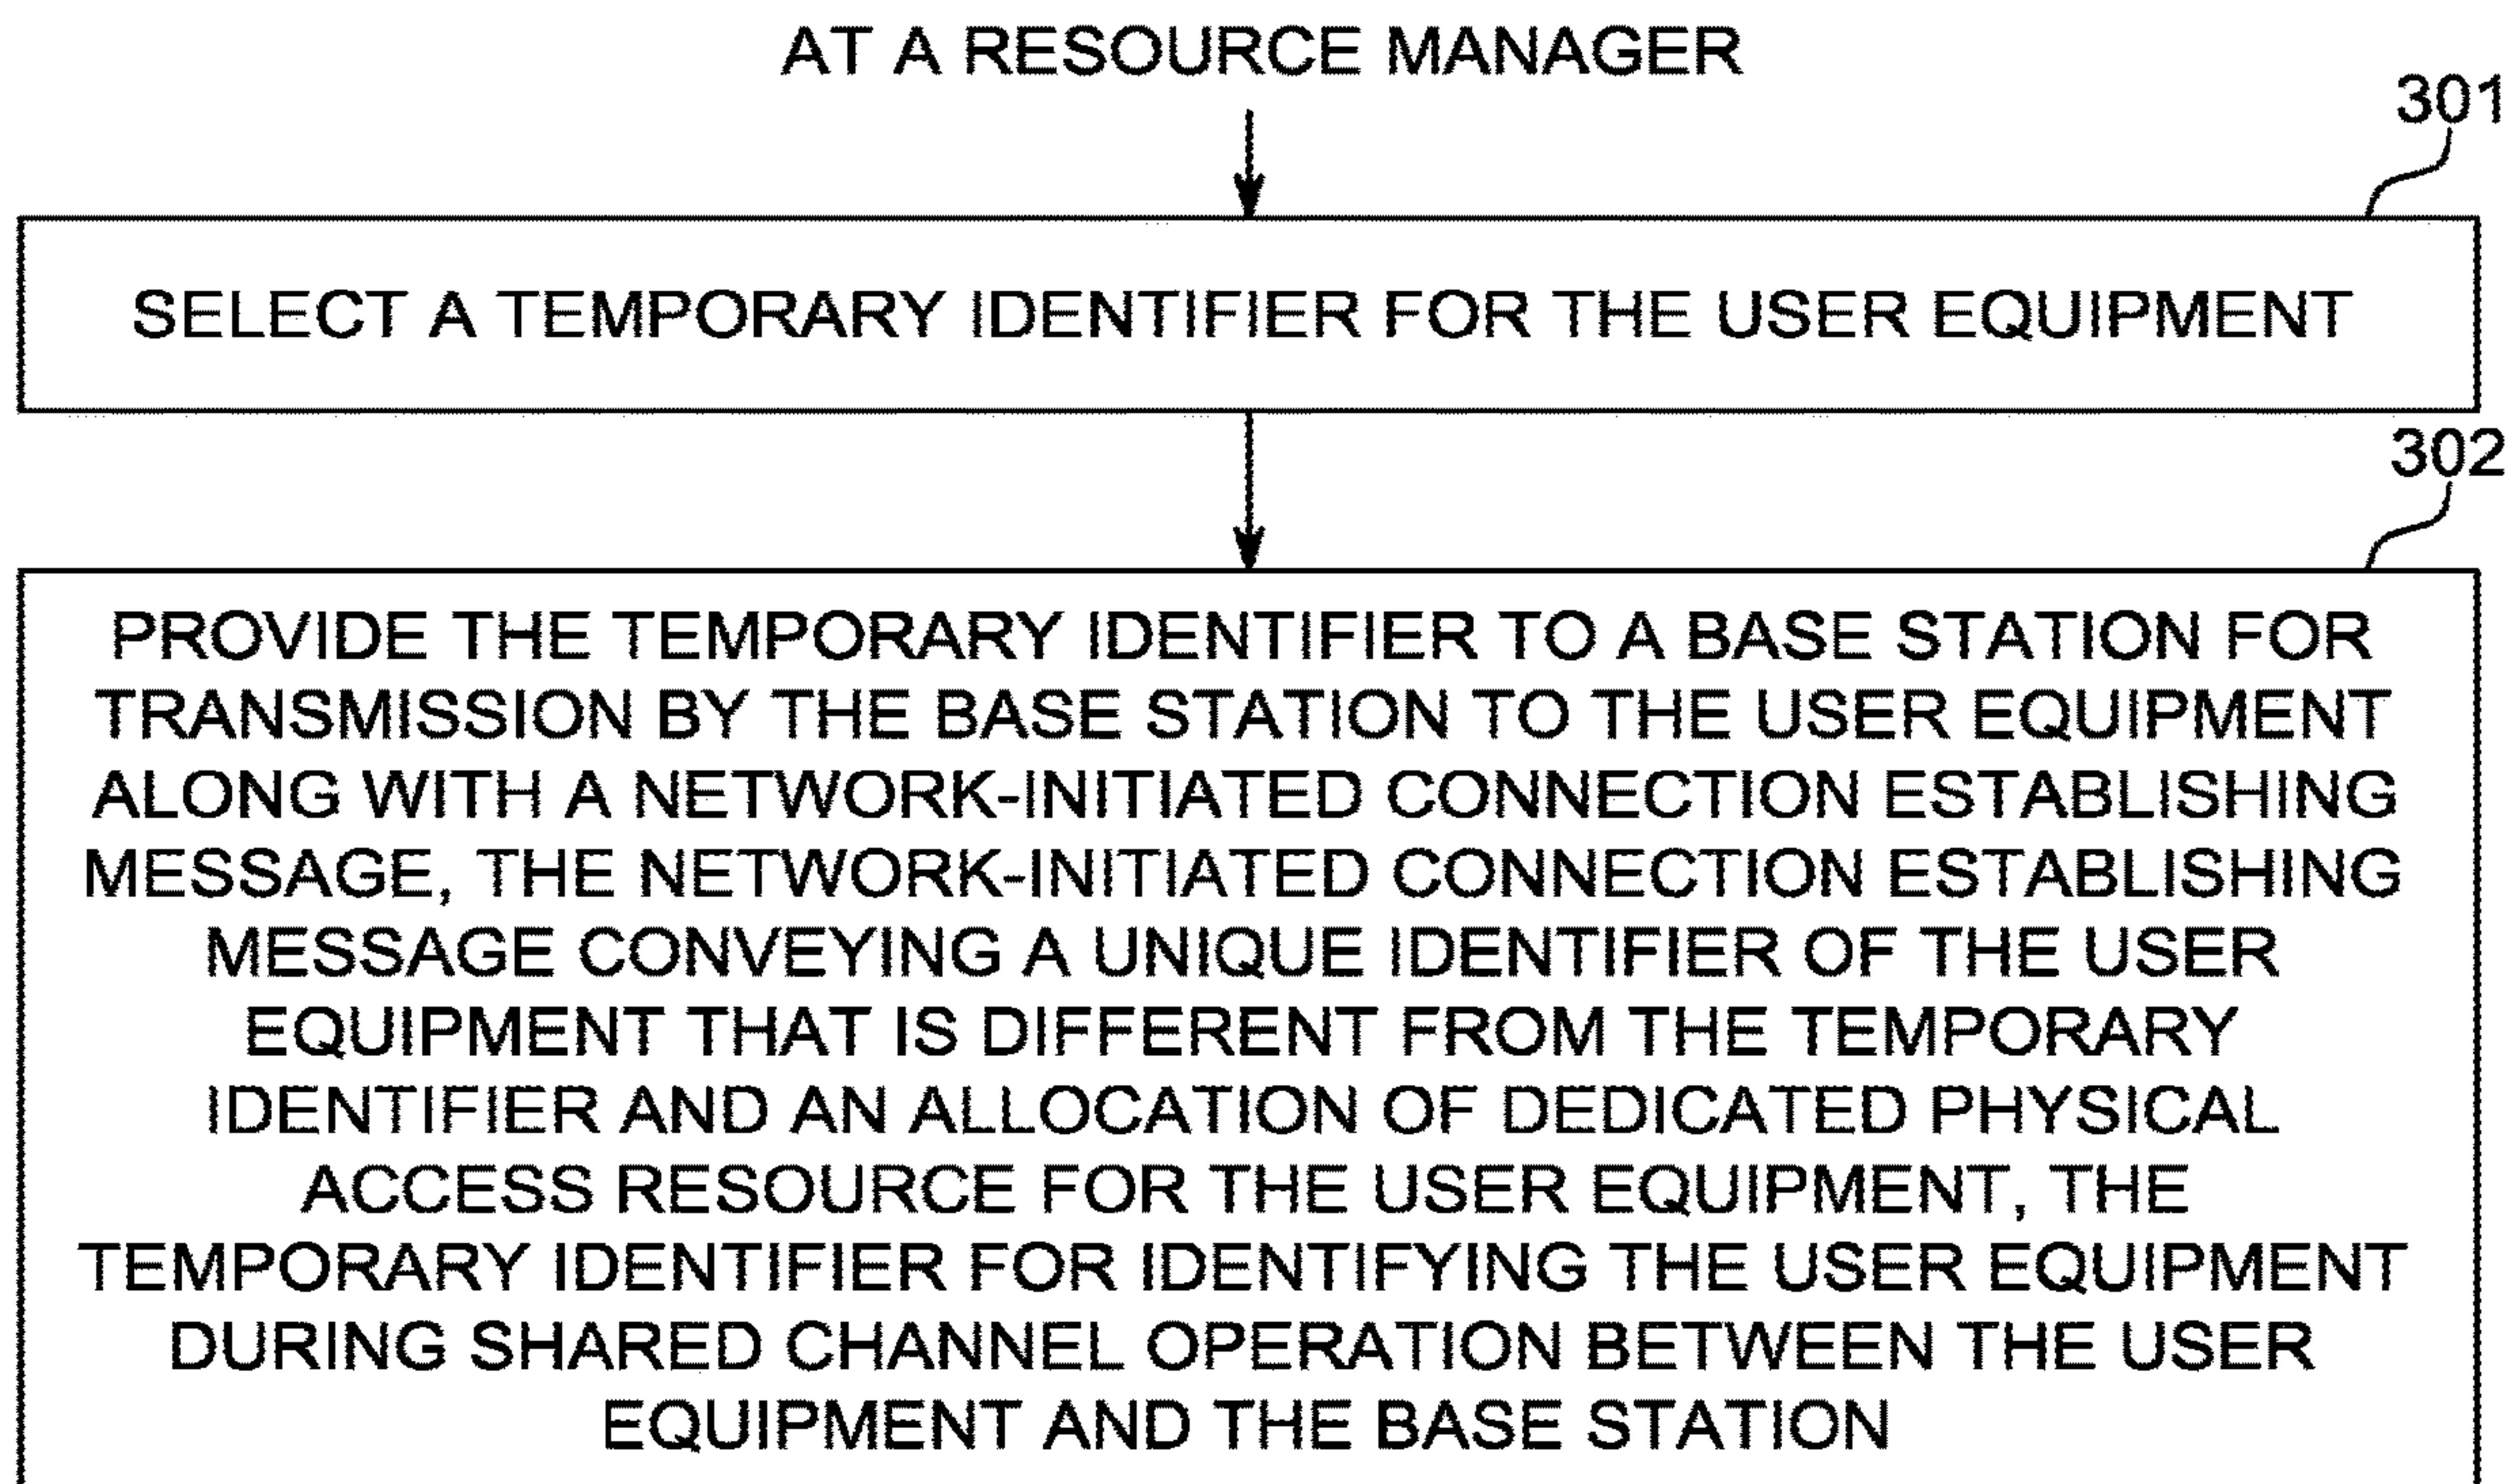 AT A RESOURCE MANAGER
301
SELECT A TEMPORARY IDENTIFIER FOR THE USER EQUIPMENT
302
PROVIDE THE TEMPORARY IDENTIFIER TO A BASE STATION FOR
TRANSMISSION BY THE BASE STATION TO THE USER EQUIPMENT
ALONG WITH A NETWORK-INITIATED CONNECTION ESTABLISHING
MESSAGE, THE NETWORK-INITIATED CONNECTION ESTABLISHING
MESSAGE CONVEYING A UNIQUE IDENTIFIER OF THE USER
EQUIPMENT THAT IS DIFFERENT FROM THE TEMPORARY
IDENTIFIER AND AN ALLOCATION OF DEDICATED PHYSICAL
ACCESS RESOURCE FOR THE USER EQUIPMENT, THE
TEMPORARY IDENTIFIER FOR IDENTIFYING THE USER EQUIPMENT
DURING SHARED CHANNEL OPERATION BETWEEN THE USER
EQUIPMENT AND THE BASE STATION